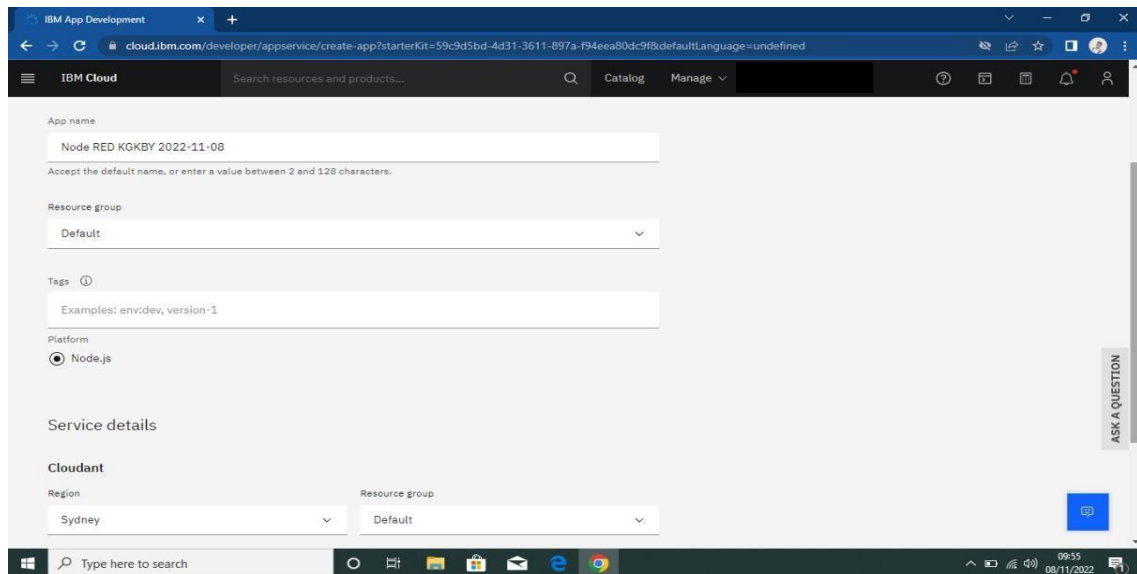 IBM App Development
cloud.ibm.com/developer/appservice/create-app?starterKit=59c9d5bd-4d31-3611-897a-f94eea80dc9f&defaultLanguage=undefined
IBM Cloud Search resources and products... Catalog Manage
App name
Node RED KGKBY 2022-11-08
Accept the default name, or enter a value between 2 and 128 characters.
Resource group
Default
Tags
Examples: env:dev, version-1
Platform
Node.js
ASK A QUESTION
Service details
Cloudant
Region Resource group
Sydney Default
Type here to search
09:55
08/11/2022